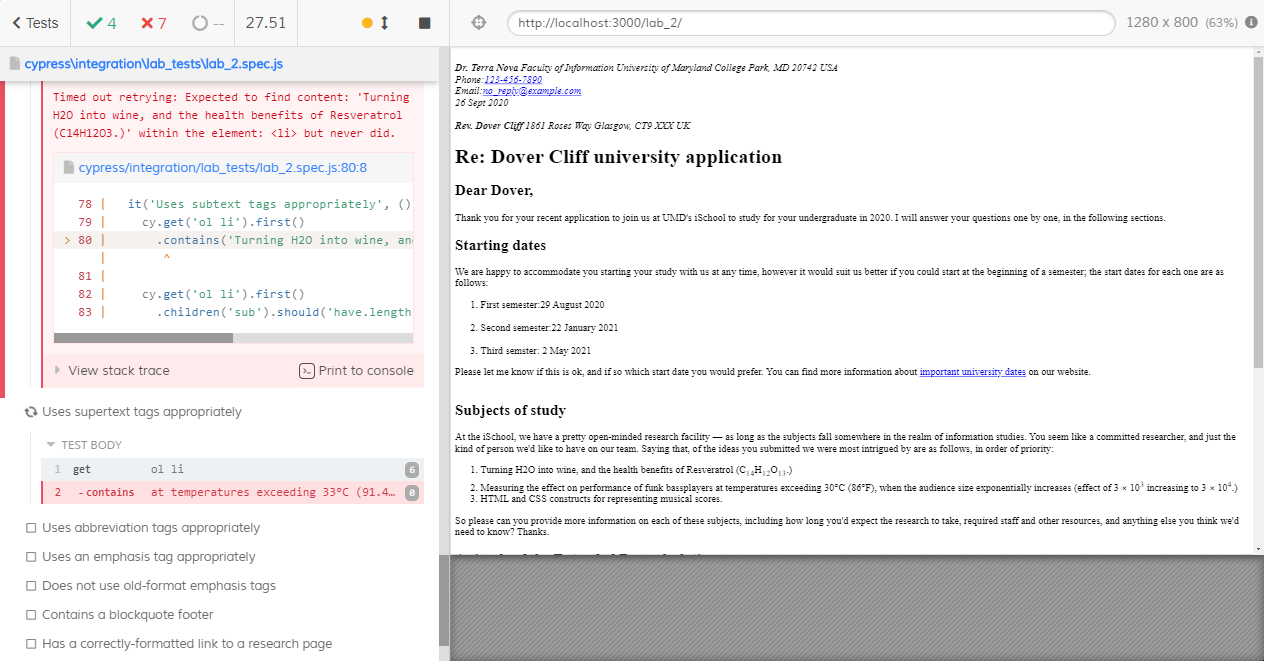 Tests
4
7
--
27.51
http://localhost:3000/lab_2/
1280 x 800 (63%)
cypress\integration\lab_tests\lab_2.spec.js
Timed out retrying: Expected to find content: 'Turning
H2O into wine, and the health benefits of Resveratrol
(C14H12O3.)' within the element: <li> but never did.
cypress/integration/lab_tests/lab_2.spec.js:80:8
78 | it('Uses subtext tags appropriately', ()
79 | cy.get('ol li').first()
> 80 | .contains('Turning H2O into wine, an
| ^
81 |
82 | cy.get('ol li').first()
83 | .children('sub').should('have.length'
View stack trace
Print to console
Uses supertext tags appropriately
TEST BODY
1 get ol li 6
2 -contains at temperatures exceeding 33°C (91.4… 0
Uses abbreviation tags appropriately
Uses an emphasis tag appropriately
Does not use old-format emphasis tags
Contains a blockquote footer
Has a correctly-formatted link to a research page
Dr. Terra Nova Faculty of Information University of Maryland College Park, MD 20742 USA
Phone:123-456-7890
Email:no_reply@example.com
26 Sept 2020
Rev. Dover Cliff 1861 Roses Way Glasgow, CT9 XXX UK
Re: Dover Cliff university application
Dear Dover,
Thank you for your recent application to join us at UMD's iSchool to study for your undergraduate in 2020. I will answer your questions one by one, in the following sections.
Starting dates
We are happy to accommodate you starting your study with us at any time, however it would suit us better if you could start at the beginning of a semester; the start dates for each one are as
follows:
1. First semester:29 August 2020
2. Second semester:22 January 2021
3. Third semster: 2 May 2021
Please let me know if this is ok, and if so which start date you would prefer. You can find more information about important university dates on our website.
Subjects of study
At the iSchool, we have a pretty open-minded research facility — as long as the subjects fall somewhere in the realm of information studies. You seem like a committed researcher, and just the
kind of person we'd like to have on our team. Saying that, of the ideas you submitted we were most intrigued by are as follows, in order of priority:
1. Turning H2O into wine, and the health benefits of Resveratrol (C₁₄H₁₂O₁₃.)
2. Measuring the effect on performance of funk bassplayers at temperatures exceeding 30°C (86°F), when the audience size exponentially increases (effect of 3 × 10³ increasing to 3 × 10⁴.)
3. HTML and CSS constructs for representing musical scores.
So please can you provide more information on each of these subjects, including how long you'd expect the research to take, required staff and other resources, and anything else you think we'd
need to know? Thanks.